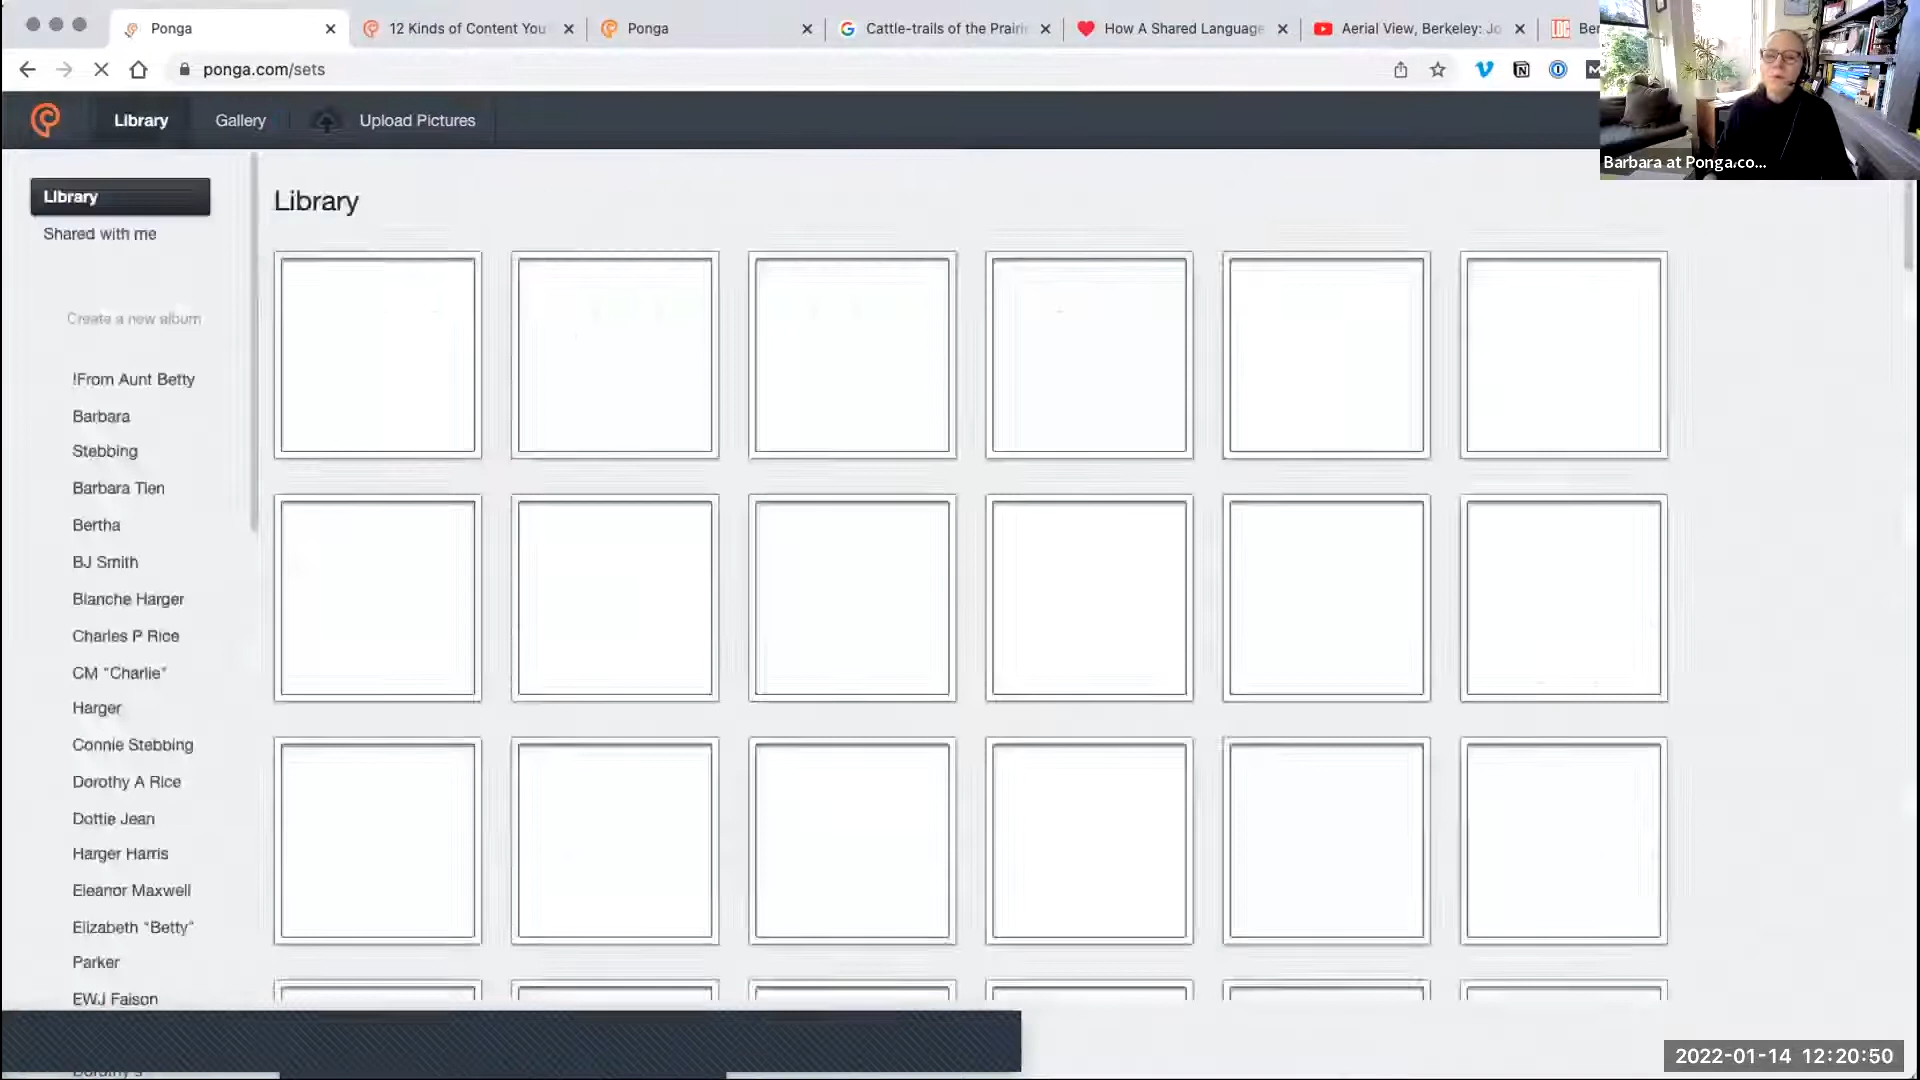 Ponga
12 Kinds of Content You
Ponga
Cattle-trails of the Prairi
How A Shared Language
Aerial View, Berkeley: Jo
Ber
ponga.com/sets
Library
Gallery
Upload Pictures
Barbara at Ponga.co...
Library
Shared with me
Create a new album
!From Aunt Betty
Barbara
Stebbing
Barbara Tien
Bertha
BJ Smith
Blanche Harger
Charles P Rice
CM "Charlie"
Harger
Connie Stebbing
Dorothy A Rice
Dottie Jean
Harger Harris
Eleanor Maxwell
Elizabeth "Betty"
Parker
EWJ Faison
Library
2022-01-14 12:20:50